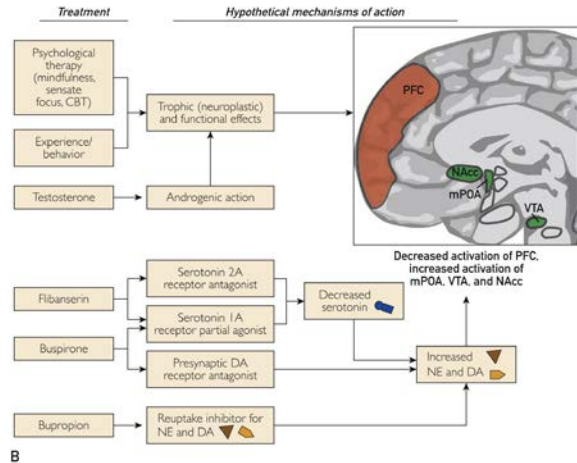 Treatment
Hypothetical mechanisms of action
Psychological
therapy
(mindfulness,
sensate
focus, CBT)
Experience/
behavior
Testosterone
Trophic (neuroplastic)
and functional effects
Androgenic action
PFC
NAcc
mPOA
VTA
Decreased activation of PFC,
increased activation of
mPOA, VTA, and NAcc
Flibanserin
Buspirone
Bupropion
Serotonin 2A
receptor antagonist
Serotonin 1A
receptor partial agonist
Presynaptic DA
receptor antagonist
Reuptake inhibitor for
NE and DA
Decreased
serotonin
Increased
NE and DA
B